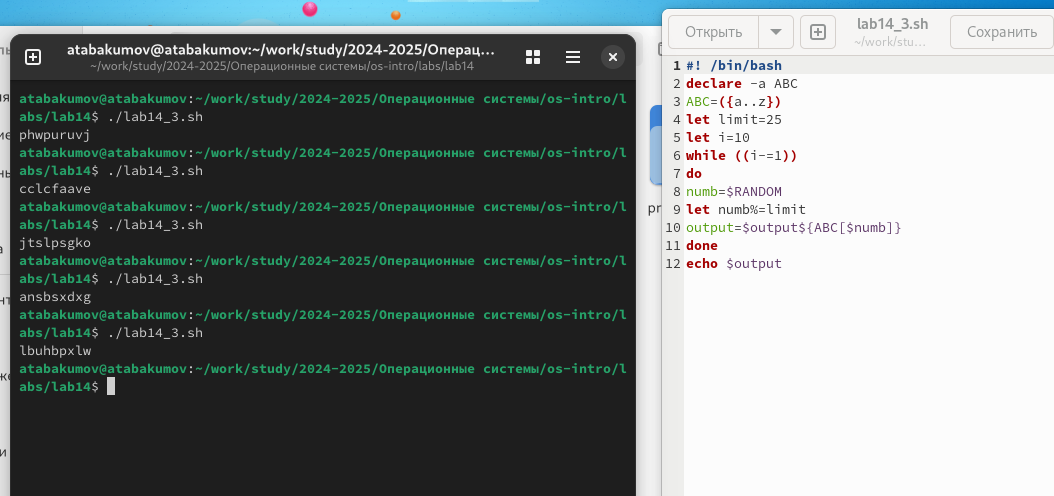 atabakumov@atabakumov:~/work/study/2024-2025/Операц...
~/work/study/2024-2025/Операционные системы/os-intro/labs/lab14
atabakumov@atabakumov:~/work/study/2024-2025/Операционные системы/os-intro/l
abs/lab14$ ./lab14_3.sh
phwpuruvj
atabakumov@atabakumov:~/work/study/2024-2025/Операционные системы/os-intro/l
abs/lab14$ ./lab14_3.sh
cclcfaave
atabakumov@atabakumov:~/work/study/2024-2025/Операционные системы/os-intro/l
abs/lab14$ ./lab14_3.sh
jtslpsgko
atabakumov@atabakumov:~/work/study/2024-2025/Операционные системы/os-intro/l
abs/lab14$ ./lab14_3.sh
ansbsxdxg
atabakumov@atabakumov:~/work/study/2024-2025/Операционные системы/os-intro/l
abs/lab14$ ./lab14_3.sh
lbuhbpxlw
atabakumov@atabakumov:~/work/study/2024-2025/Операционные системы/os-intro/l
abs/lab14$
Открыть
lab14_3.sh
~/work/stu...
Сохранить
1 #! /bin/bash
2 declare -a ABC
3 ABC=({a..z})
4 let limit=25
5 let i=10
6 while ((i-=1))
7 do
8 numb=$RANDOM
9 let numb%=limit
10 output=$output${ABC[$numb]}
11 done
12 echo $output